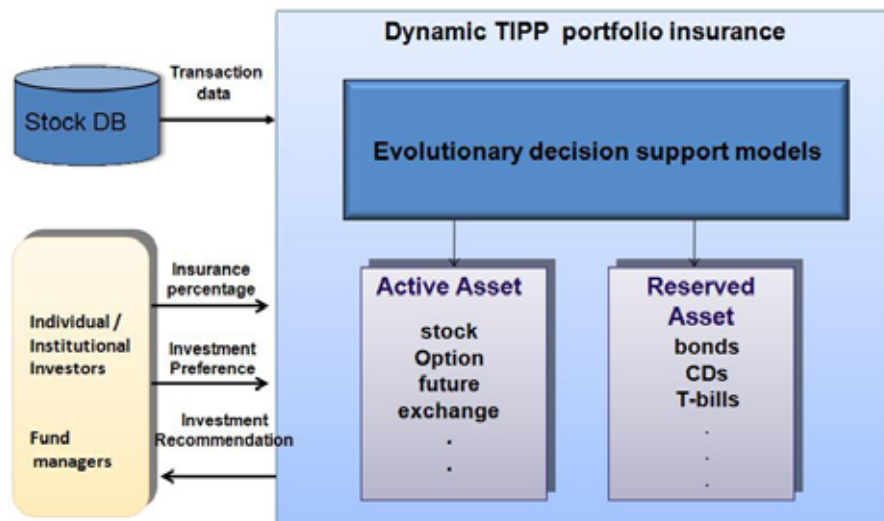 Dynamic TIPP portfolio insurance
Transaction
data
Stock DB
Evolutionary decision support models
Insurance
percentage
Individual /
Institutional
Investors
Investment
Preference
Investment
Recommendation
Fund
managers
Active Asset
stock
Option
future
exchange
.
.
Reserved
Asset
bonds
CDs
T-bills
.
.
.